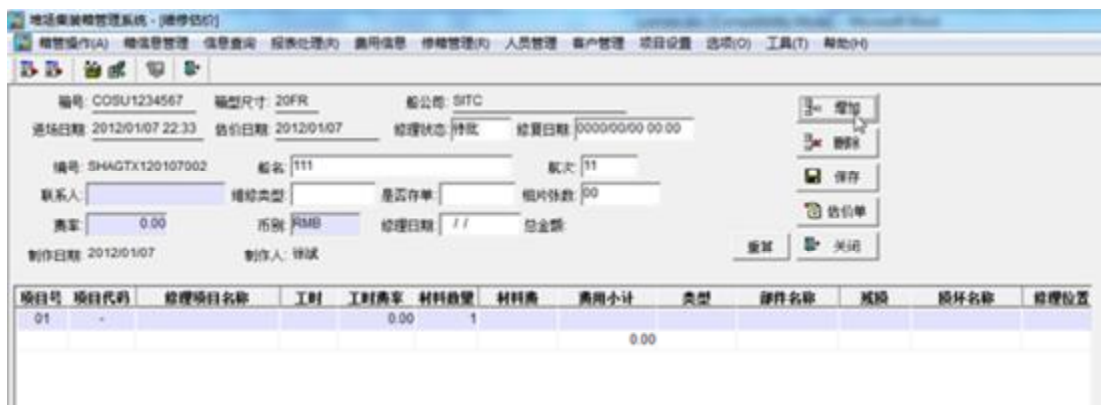 堆场集装箱管理系统 - [维修估价]
箱管操作(A) 箱信息管理 信息查询 报表处理(R) 费用信息 修箱管理(R) 人员管理 客户管理 项目设置 选项(O) 工具(T) 帮助(H)
箱号: COSU1234567 箱型尺寸: 20FR 船公司: SITC 增加
进场日期: 2012/01/07 22:33 估价日期: 2012/01/07 修理状态: 待批 修复日期: 0000/00/00 00:00 删除
编号: SHAGTX120107002 船名: 111 航次: 11 保存
联系人: 维修类型: 是否存单: 相片张数: 00 估价单
费率: 0.00 币别: RMB 修理日期: / / 总金额:
制作日期: 2012/01/07 制作人: 徐斌 重算 关闭
项目号 项目代码 修理项目名称 工时 工时费率 材料数量 材料费 费用小计 类型 部件名称 残损 损坏名称 修理位置
01 - 0.00 1
0.00